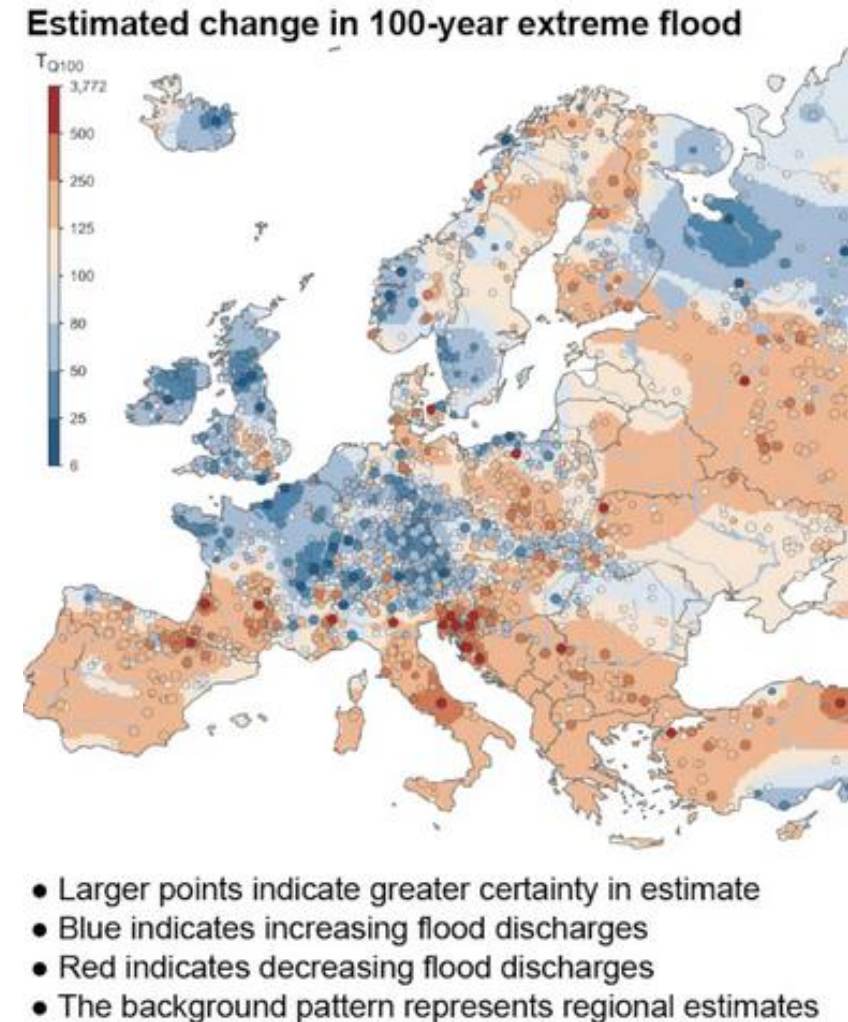 Estimated change in 100-year extreme flood
TQ100
3,772
500
250
125
100
80
50
25
6
● Larger points indicate greater certainty in estimate
● Blue indicates increasing flood discharges
● Red indicates decreasing flood discharges
● The background pattern represents regional estimates